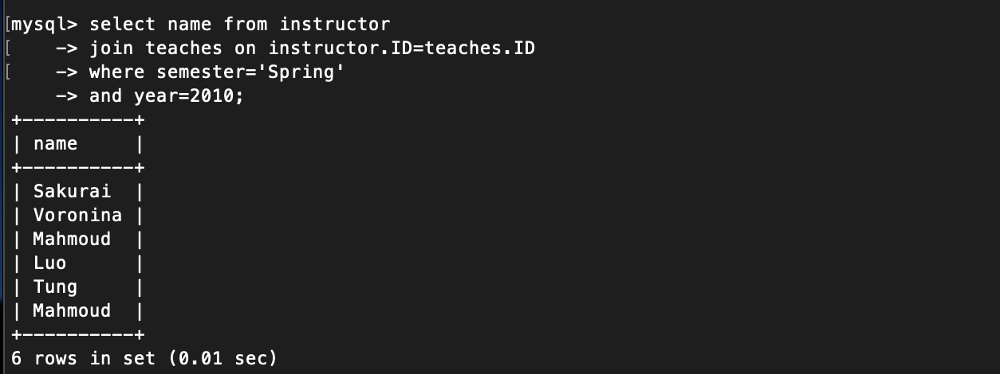 [mysql> select name from instructor
[    -> join teaches on instructor.ID=teaches.ID
[    -> where semester='Spring'
    -> and year=2010;
+----------+
| name     |
+----------+
| Sakurai  |
| Voronina |
| Mahmoud  |
| Luo      |
| Tung     |
| Mahmoud  |
+----------+
6 rows in set (0.01 sec)